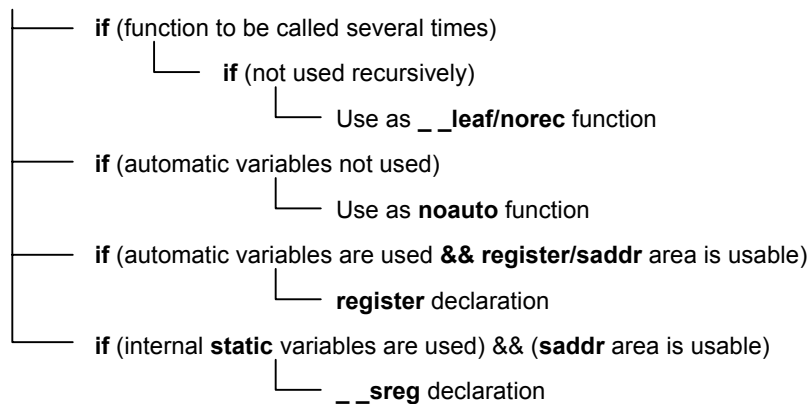 if (function to be called several times)
if (not used recursively)
Use as _ _leaf/norec function
if (automatic variables not used)
Use as noauto function
if (automatic variables are used && register/saddr area is usable)
register declaration
if (internal static variables are used) && (saddr area is usable)
_ _sreg declaration